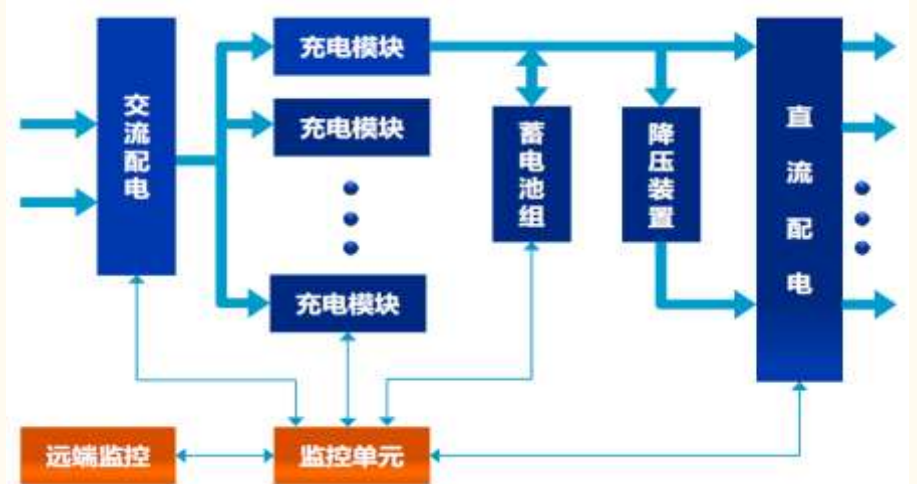 交流配电
充电模块
充电模块
充电模块
蓄电池组
降压装置
直流配电
远端监控
监控单元